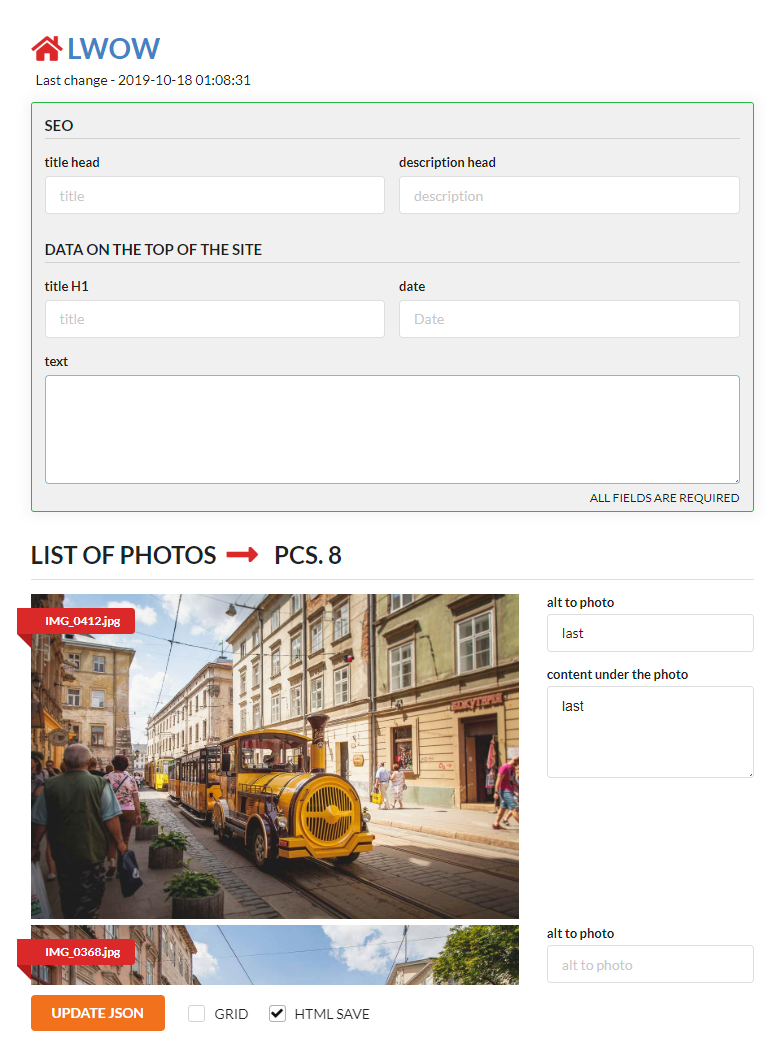 LWOW
Last change - 2019-10-18 01:08:31
SEO
title head
description head
title
description
DATA ON THE TOP OF THE SITE
title H1
date
title
Date
text
ALL FIELDS ARE REQUIRED
LIST OF PHOTOS PCS. 8
IMG_0412.jpg
alt to photo
last
content under the photo
last
IMG_0368.jpg
alt to photo
alt to photo
UPDATE JSON
GRID
HTML SAVE